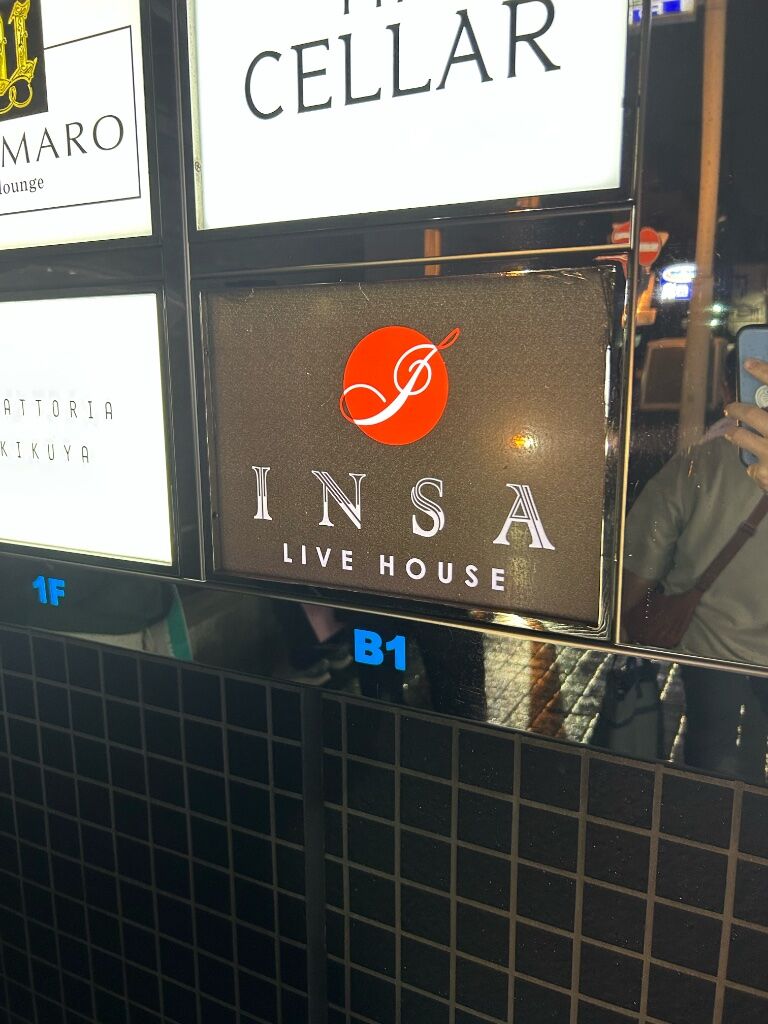 MARO
lounge
CELLAR
ATTORIA
KIKUYA
INSA
LIVE HOUSE
1F
B1